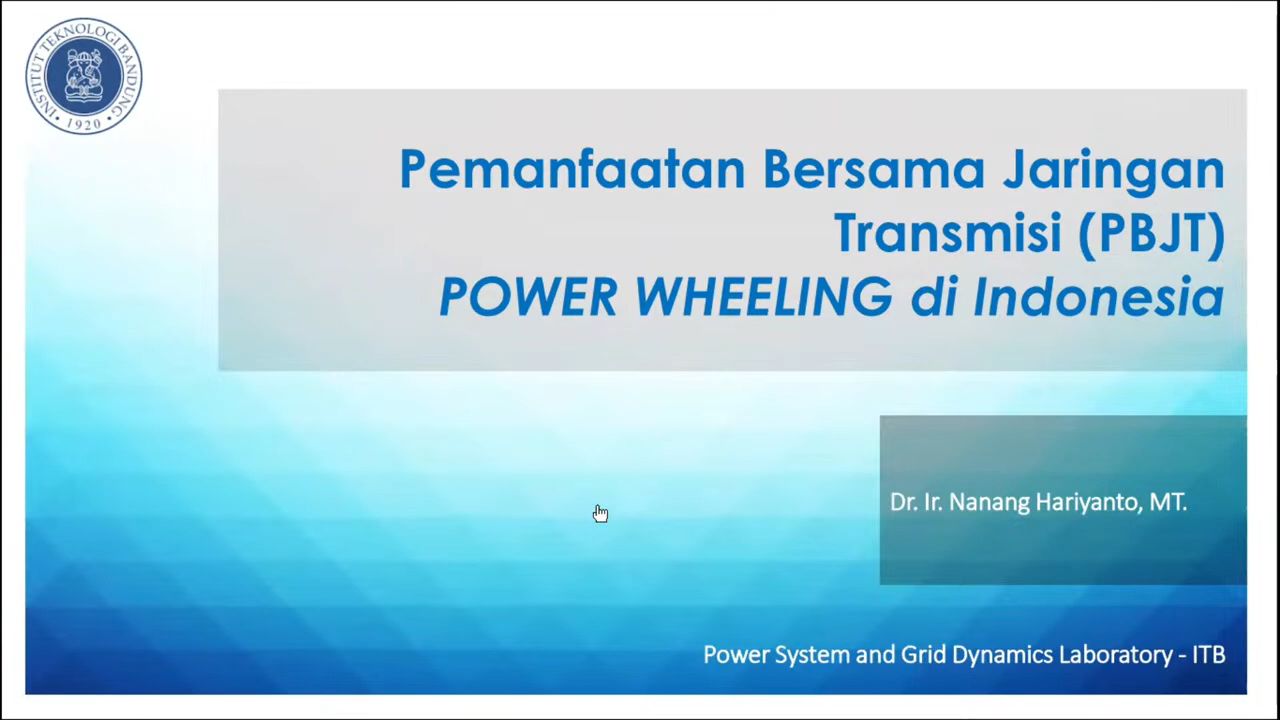 INSTITUT TEKNOLOGI BANDUNG
1920
Pemanfaatan Bersama Jaringan
Transmisi (PBJT)
POWER WHEELING di Indonesia
Dr. Ir. Nanang Hariyanto, MT.
Power System and Grid Dynamics Laboratory - ITB